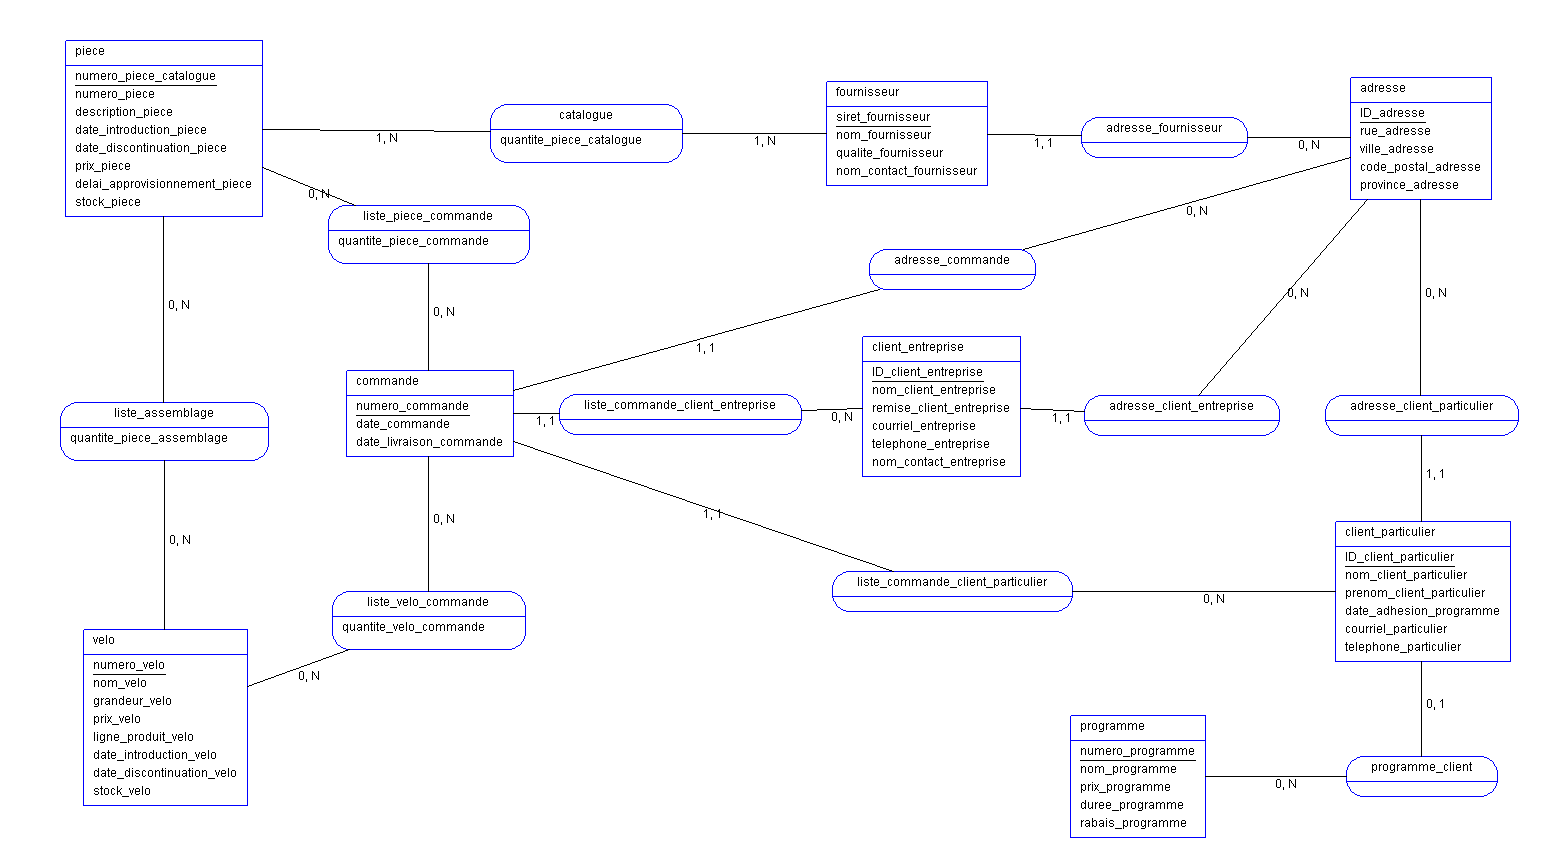 piece
numero_piece_catalogue
numero_piece
description_piece
date_introduction_piece
date_discontinuation_piece
prix_piece
delai_approvisionnement_piece
stock_piece
1, N
catalogue
quantite_piece_catalogue
1, N
fournisseur
siret_fournisseur
nom_fournisseur
qualite_fournisseur
nom_contact_fournisseur
1, 1
adresse_fournisseur
0, N
adresse
ID_adresse
rue_adresse
ville_adresse
code_postal_adresse
province_adresse
0, N
liste_piece_commande
quantite_piece_commande
0, N
adresse_commande
0, N
0, N
0, N
0, N
1, 1
commande
numero_commande
date_commande
date_livraison_commande
1, 1
liste_commande_client_entreprise
0, N
client_entreprise
ID_client_entreprise
nom_client_entreprise
remise_client_entreprise
courriel_entreprise
telephone_entreprise
nom_contact_entreprise
1, 1
adresse_client_entreprise
adresse_client_particulier
liste_assemblage
quantite_piece_assemblage
0, N
0, N
1, 1
1, 1
client_particulier
ID_client_particulier
nom_client_particulier
prenom_client_particulier
date_adhesion_programme
courriel_particulier
telephone_particulier
liste_commande_client_particulier
0, N
liste_velo_commande
quantite_velo_commande
0, N
velo
numero_velo
nom_velo
grandeur_velo
prix_velo
ligne_produit_velo
date_introduction_velo
date_discontinuation_velo
stock_velo
0, 1
programme
numero_programme
nom_programme
prix_programme
duree_programme
rabais_programme
0, N
programme_client